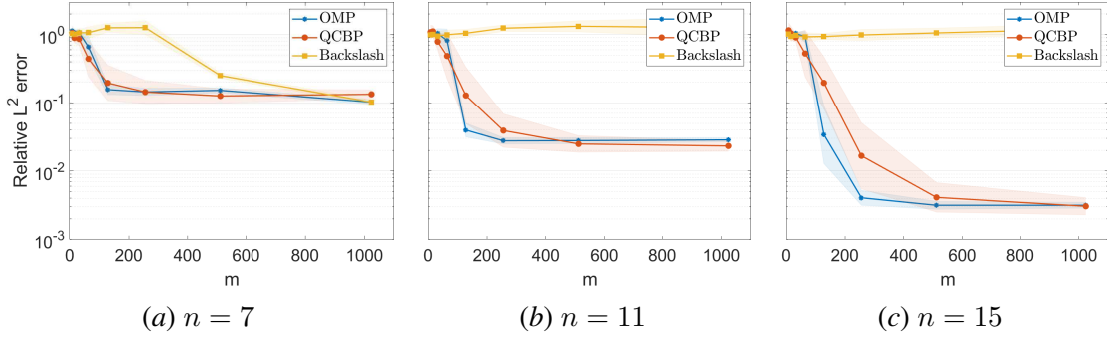 Relative L² error
10⁰
10⁻¹
10⁻²
10⁻³
OMP
QCBP
Backslash
0 200 400 600 800 1000
m
(a) n = 7
OMP
QCBP
Backslash
0 200 400 600 800 1000
m
(b) n = 11
OMP
QCBP
Backslash
0 200 400 600 800 1000
m
(c) n = 15